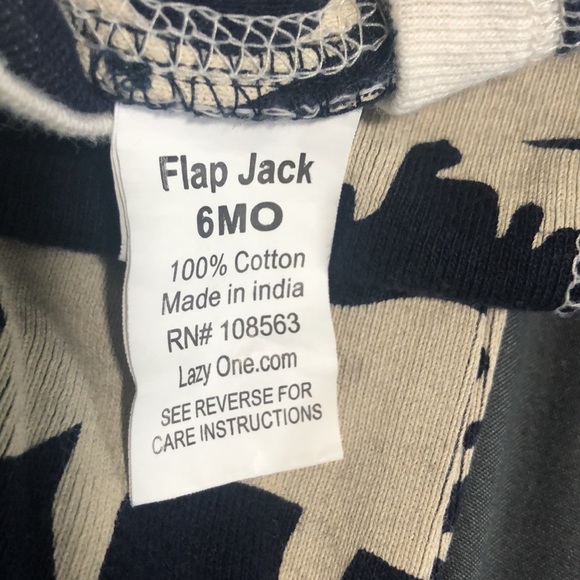 Flap Jack
6MO
100% Cotton
Made in india
RN# 108563
Lazy One.com
SEE REVERSE FOR
CARE INSTRUCTIONS